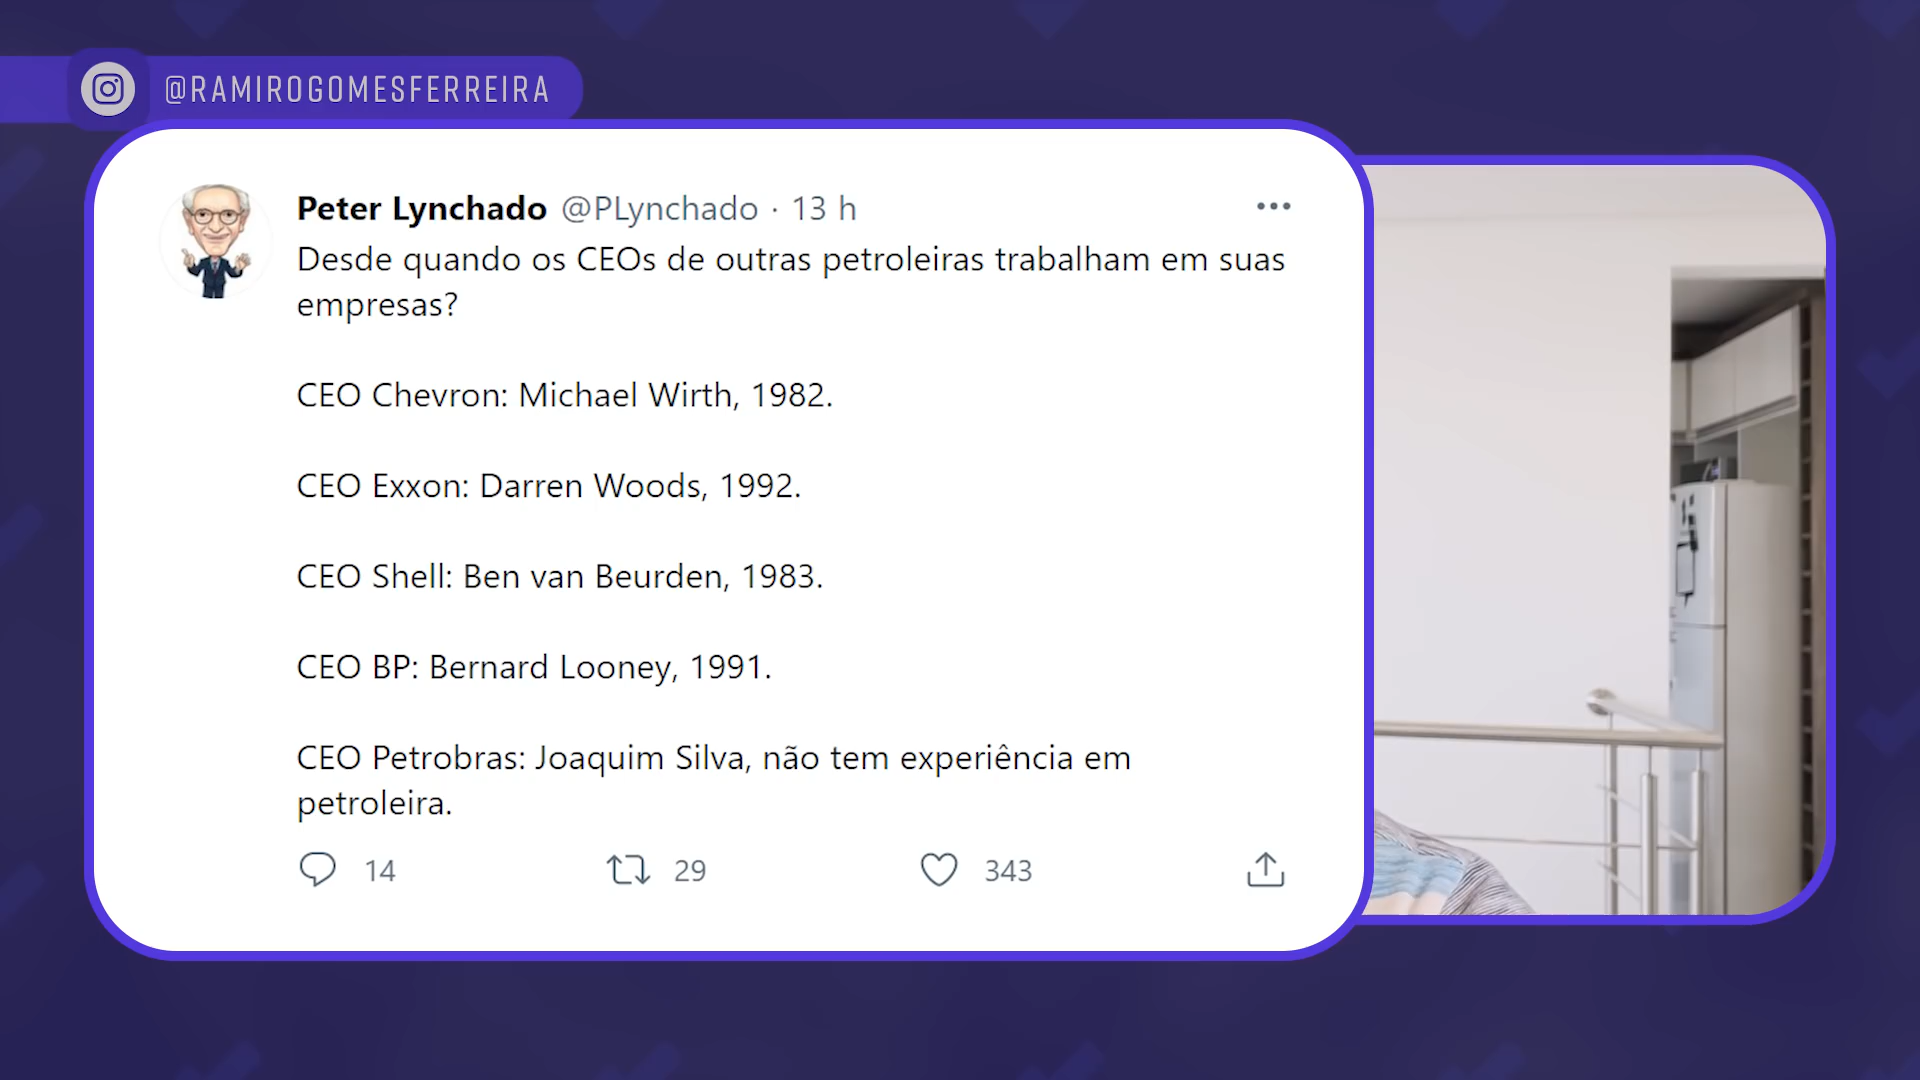 @RAMIROGOMESFERREIRA
Peter Lynchado @PLynchado · 13 h
Desde quando os CEOs de outras petroleiras trabalham em suas
empresas?
CEO Chevron: Michael Wirth, 1982.
CEO Exxon: Darren Woods, 1992.
CEO Shell: Ben van Beurden, 1983.
CEO BP: Bernard Looney, 1991.
CEO Petrobras: Joaquim Silva, não tem experiência em
petroleira.
14 29 343